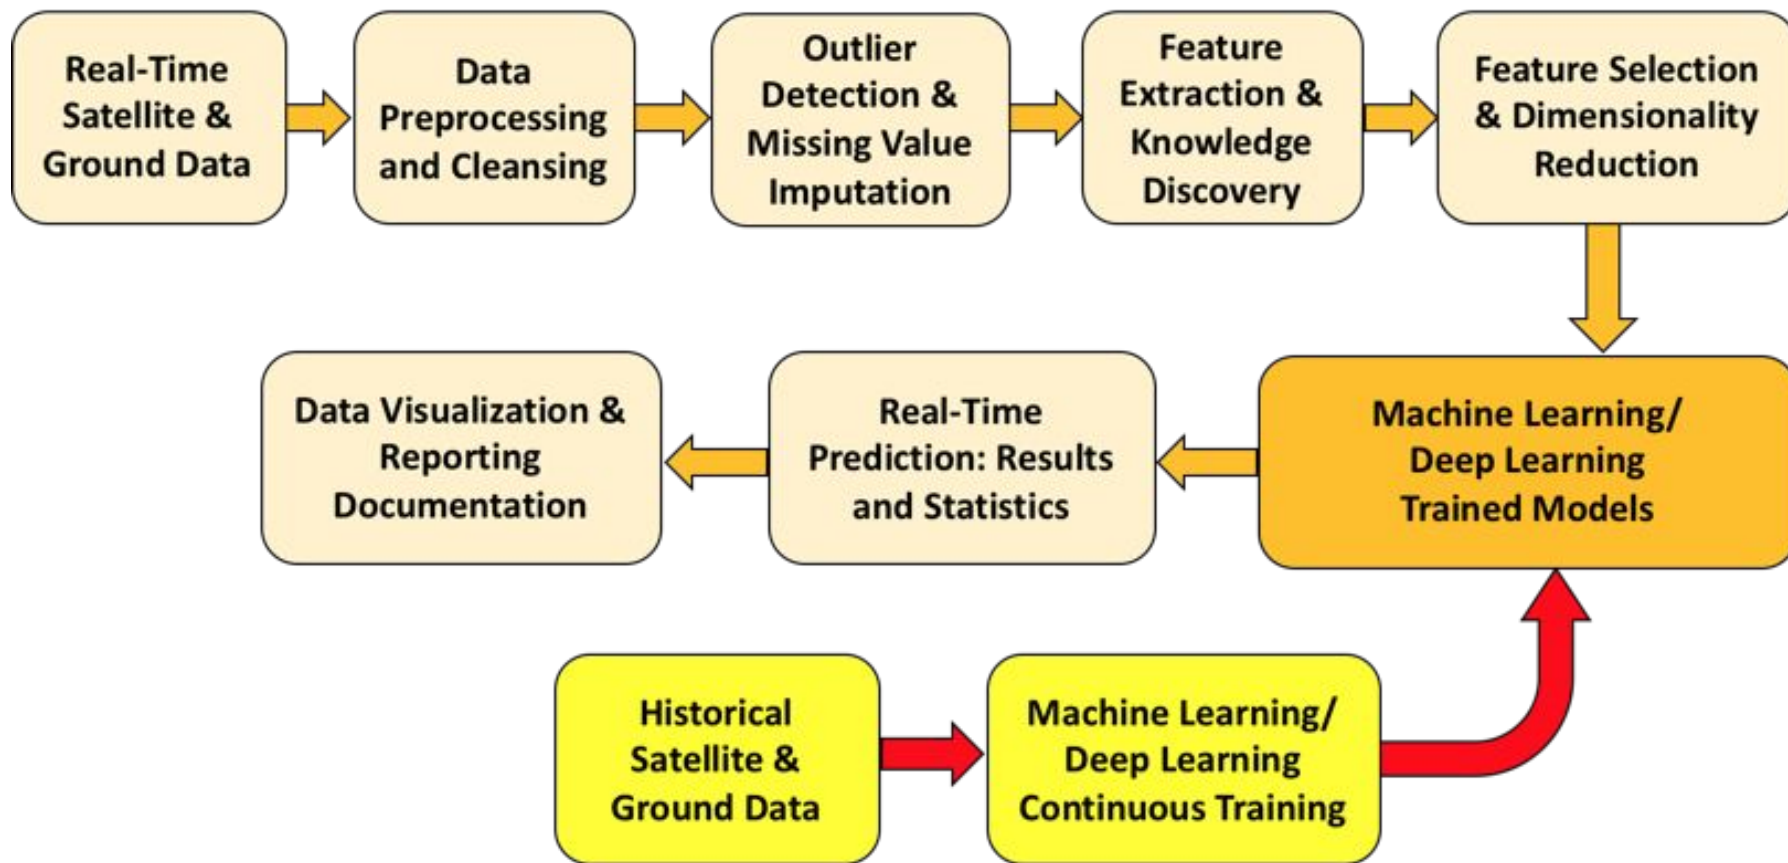 Real-Time
Satellite &
Ground Data
Data
Preprocessing
and Cleansing
Outlier
Detection &
Missing Value
Imputation
Feature
Extraction &
Knowledge
Discovery
Feature Selection
& Dimensionality
Reduction
Machine Learning/
Deep Learning
Trained Models
Real-Time
Prediction: Results
and Statistics
Data Visualization &
Reporting
Documentation
Historical
Satellite &
Ground Data
Machine Learning/
Deep Learning
Continuous Training